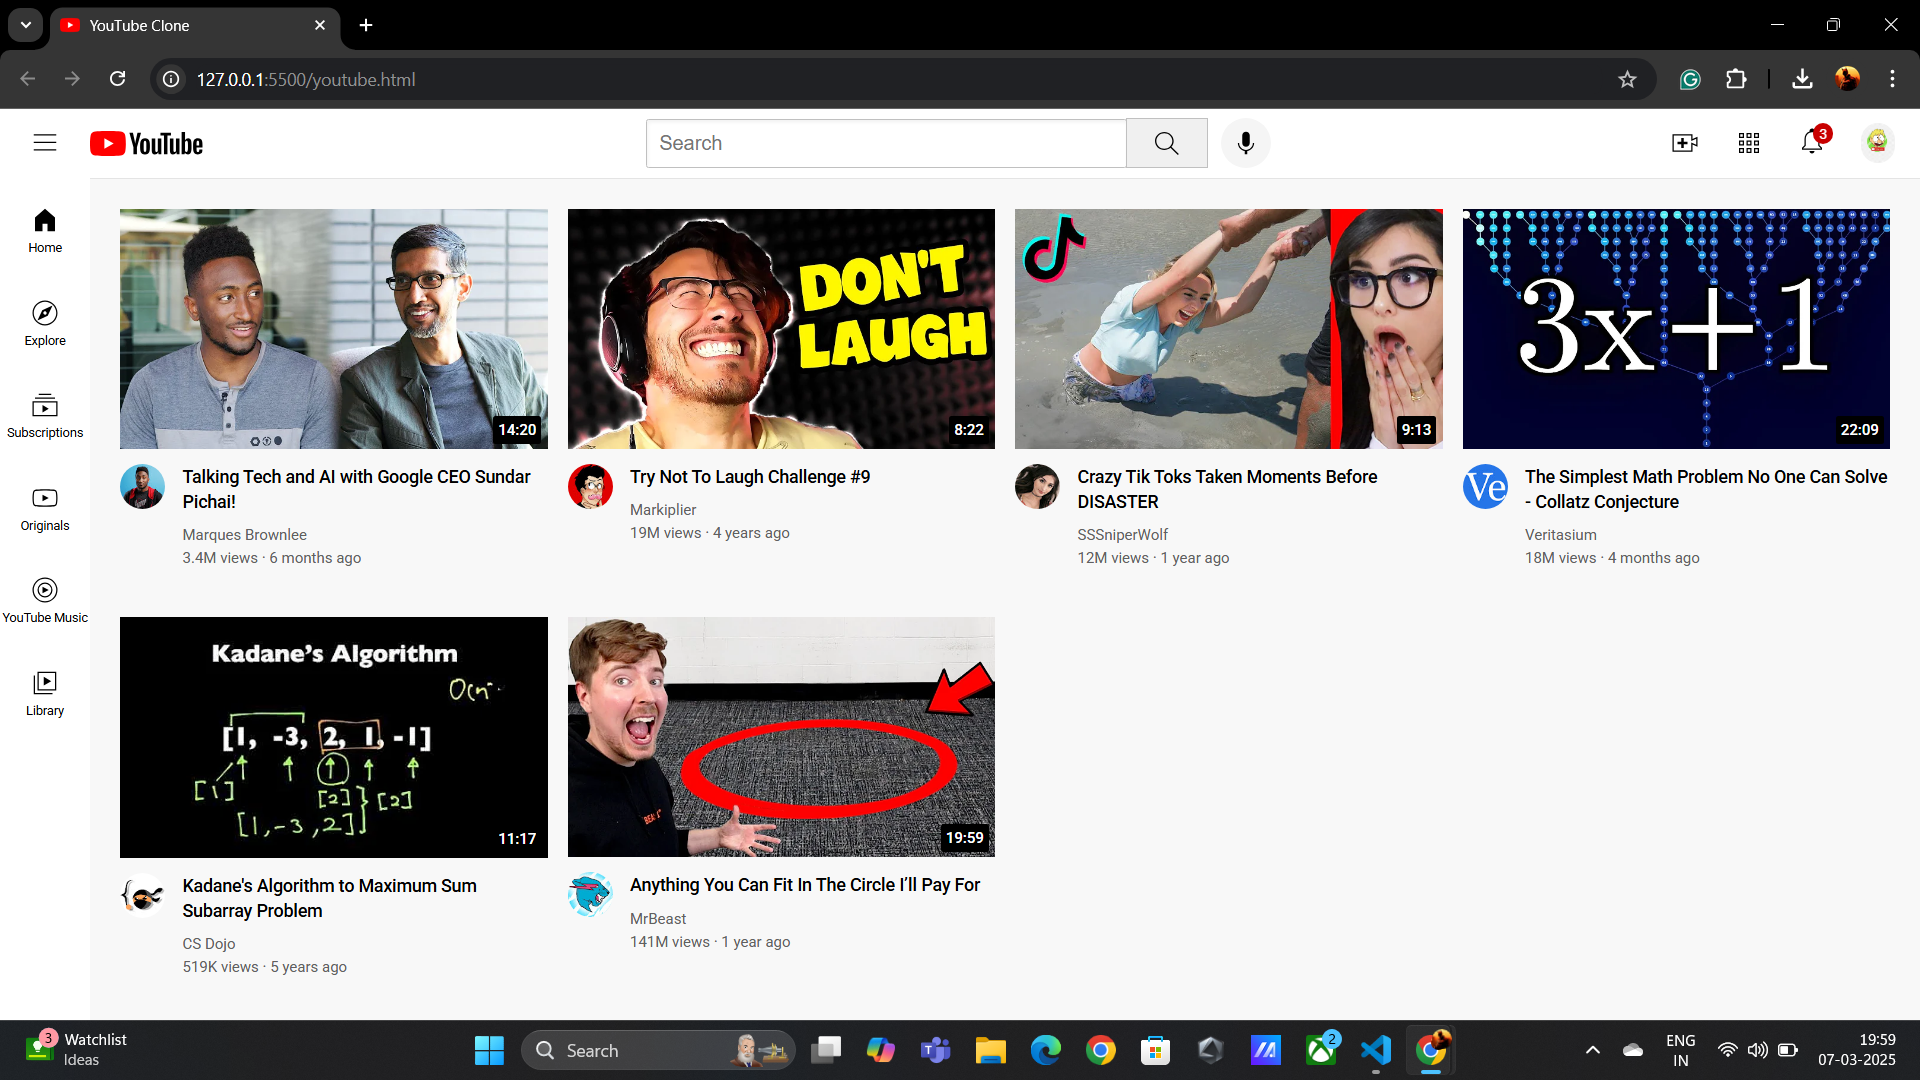 YouTube Clone
127.0.0.1:5500/youtube.html
YouTube
Search
3
Home
Explore
Subscriptions
Originals
YouTube Music
Library
14:20
Talking Tech and AI with Google CEO Sundar
Pichai!
Marques Brownlee
3.4M views · 6 months ago
DON'T
LAUGH
8:22
Try Not To Laugh Challenge #9
Markiplier
19M views · 4 years ago
9:13
Crazy Tik Toks Taken Moments Before
DISASTER
SSSniperWolf
12M views · 1 year ago
3x+1
22:09
Ve
The Simplest Math Problem No One Can Solve
- Collatz Conjecture
Veritasium
18M views · 4 months ago
Kadane's Algorithm
[1, -3, 2, 1, -1]
[1]
[2]
[2]
[1,-3,2]
11:17
Kadane's Algorithm to Maximum Sum
Subarray Problem
CS Dojo
519K views · 5 years ago
19:59
Anything You Can Fit In The Circle I’ll Pay For
MrBeast
141M views · 1 year ago
3
Watchlist
Ideas
Search
2
ENG
IN
19:59
07-03-2025